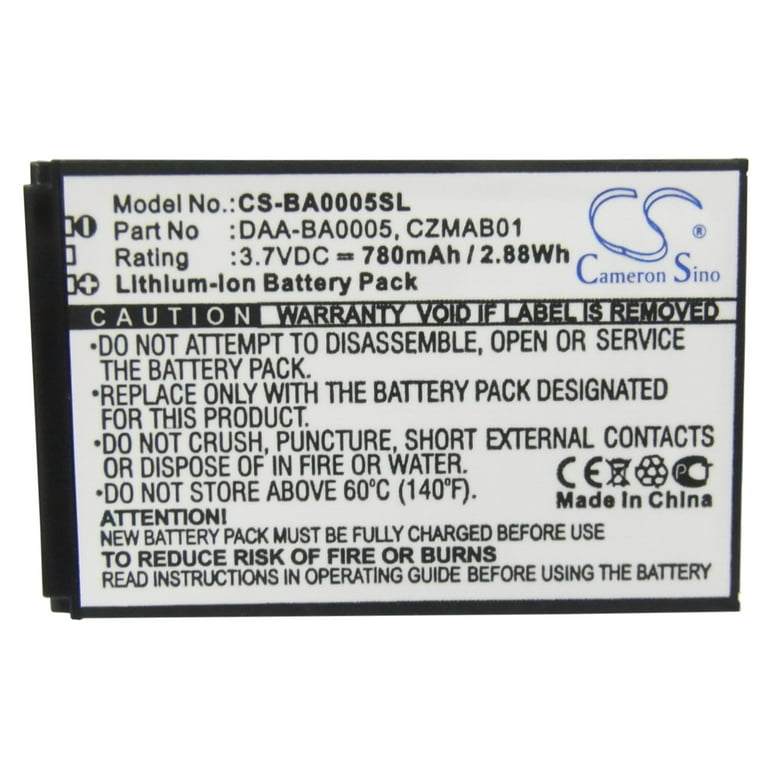 Model No.: CS-BA0005SL
Part No : DAA-BA0005, CZMAB01
Rating : 3.7VDC ⎓ 780mAh / 2.88Wh
Lithium-Ion Battery Pack
CS
®
Cameron Sino
CAUTION WARRANTY VOID IF LABEL IS REMOVED
•DO NOT ATTEMPT TO DISASSEMBLE, OPEN OR SERVICE
THE BATTERY PACK.
•REPLACE ONLY WITH THE BATTERY PACK DESIGNATED
FOR THIS PRODUCT.
•DO NOT CRUSH, PUNCTURE, SHORT EXTERNAL CONTACTS
OR DISPOSE OF IN FIRE OR WATER.
•DO NOT STORE ABOVE 60°C (140°F).
CE
Made In China
ATTENTION!
NEW BATTERY PACK MUST BE FULLY CHARGED BEFORE USE
TO REDUCE RISK OF FIRE OR BURNS
READ INSTRUCTIONS IN OPERATING GUIDE BEFORE USING THE BATTERY